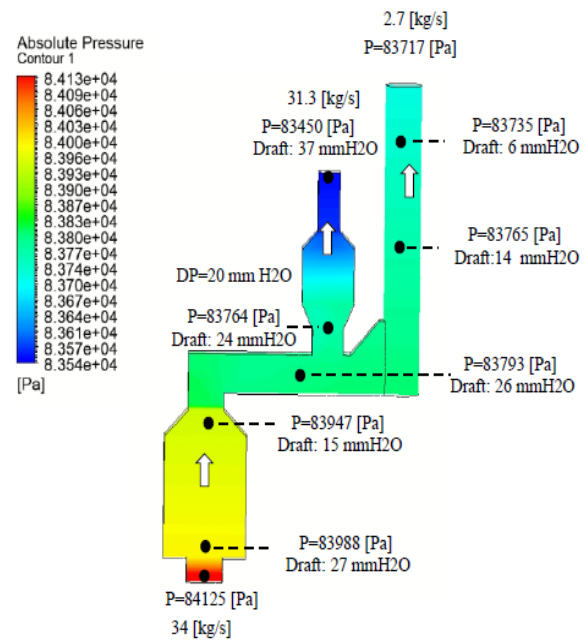 2.7 [kg/s]
P=83717 [Pa]
Absolute Pressure
Contour 1
8.413e+04
8.409e+04
8.406e+04
8.403e+04
8.400e+04
8.396e+04
8.393e+04
8.390e+04
8.387e+04
8.383e+04
8.380e+04
8.377e+04
8.374e+04
8.370e+04
8.367e+04
8.364e+04
8.361e+04
8.357e+04
8.354e+04
[Pa]
31.3 [kg/s]
P=83450 [Pa]
Draft: 37 mmH2O
P=83735 [Pa]
Draft: 6 mmH2O
P=83765 [Pa]
Draft:14 mmH2O
DP=20 mm H2O
P=83764 [Pa]
Draft: 24 mmH2O
P=83793 [Pa]
Draft: 26 mmH2O
P=83947 [Pa]
Draft: 15 mmH2O
P=83988 [Pa]
Draft: 27 mmH2O
P=84125 [Pa]
34 [kg/s]